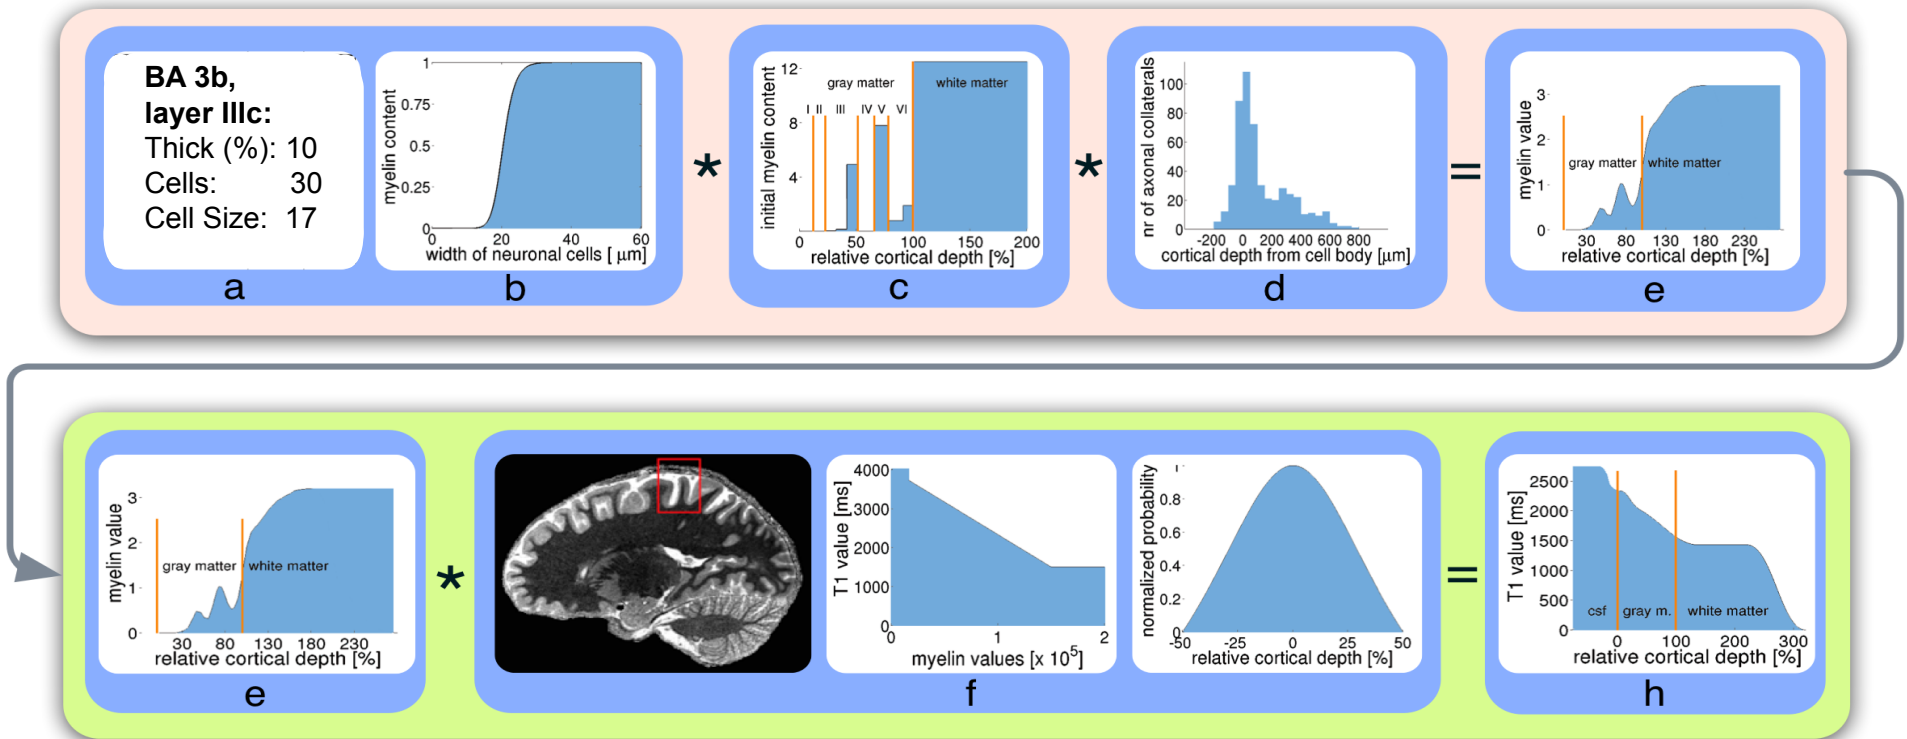 BA 3b,
layer IIIc:
Thick (%): 10
Cells: 30
Cell Size: 17
a
myelin content
1
0.75
0.5
0.25
0
0 20 40 60
width of neuronal cells [ μm]
b
*
initial myelin content
12
8
4
gray matter
white matter
I II III IV V VI
0 50 100 150 200
relative cortical depth [%]
c
*
nr of axonal collaterals
100
80
60
40
20
0
-200 0 200 400 600 800
cortical depth from cell body [μm]
d
=
myelin value
3
2
1
0
gray matter white matter
30 80 130 180 230
relative cortical depth [%]
e
myelin value
3
2
1
0
gray matter white matter
30 80 130 180 230
relative cortical depth [%]
e
*
T1 value [ms]
4000
3000
2000
1000
0
0 1 2
myelin values [x 10⁵]
normalized probability
0.8
0.6
0.4
0.2
0
-50 -25 0 25 50
relative cortical depth [%]
f
=
T1 value [ms]
2500
2000
1500
1000
500
0
csf gray m. white matter
0 100 200 300
relative cortical depth [%]
h